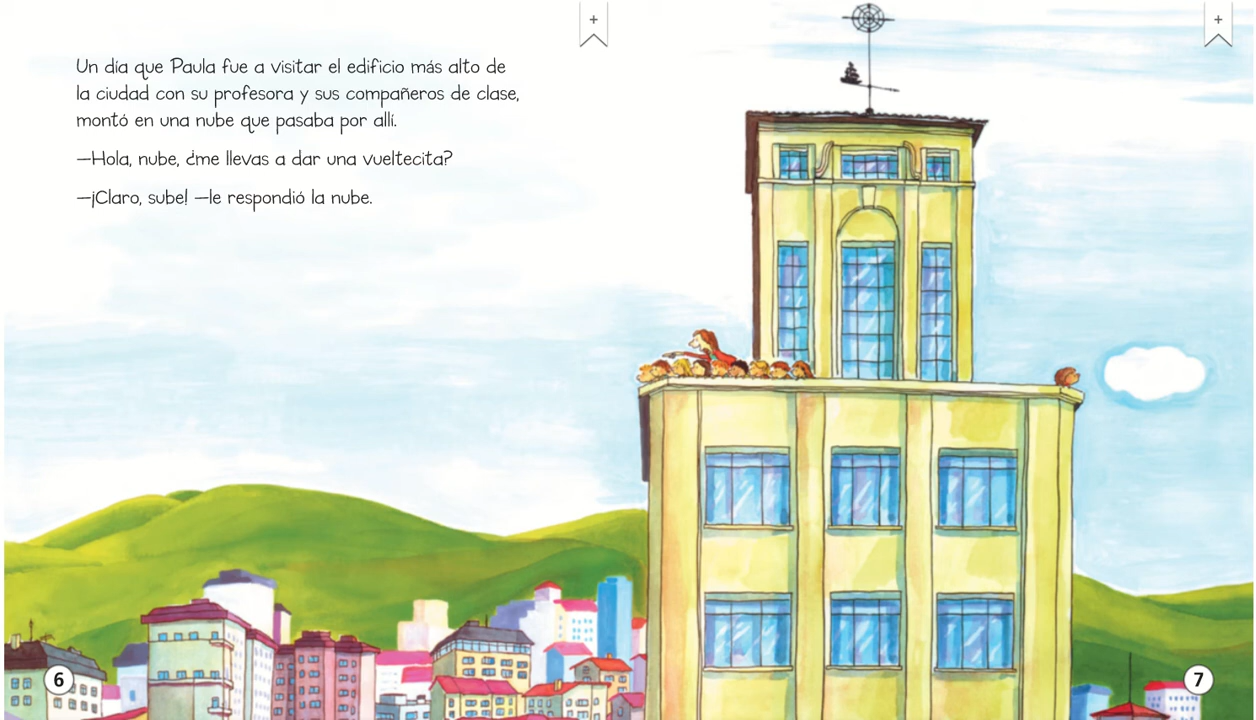 Un día que Paula fue a visitar el edificio más alto de
la ciudad con su profesora y sus compañeros de clase,
montó en una nube que pasaba por allí.
—Hola, nube, ¿me llevas a dar una vueltecita?
—¡Claro, sube! —le respondió la nube.
6
7